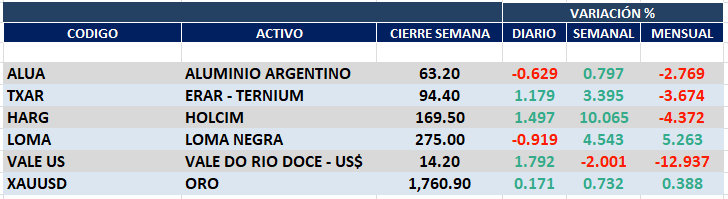 VARIACIÓN %
CODIGO ACTIVO CIERRE SEMANA DIARIO SEMANAL MENSUAL
ALUA ALUMINIO ARGENTINO 63.20 -0.629 0.797 -2.769
TXAR ERAR - TERNIUM 94.40 1.179 3.395 -3.674
HARG HOLCIM 169.50 1.497 10.065 -4.372
LOMA LOMA NEGRA 275.00 -0.919 4.543 5.263
VALE US VALE DO RIO DOCE - US$ 14.20 1.792 -2.001 -12.937
XAUUSD ORO 1,760.90 0.171 0.732 0.388